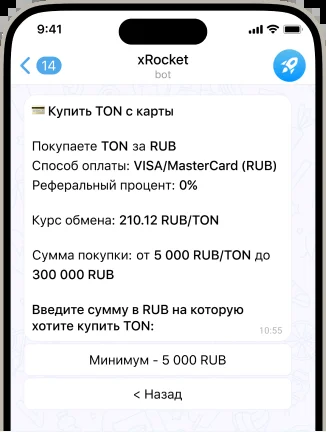 9:41
14
xRocket
bot
Купить TON с карты
Покупаете TON за RUB
Способ оплаты: VISA/MasterCard (RUB)
Реферальный процент: 0%
Курс обмена: 210.12 RUB/TON
Сумма покупки: от 5 000 RUB/TON до
300 000 RUB
Введите сумму в RUB на которую
хотите купить TON:
10:55
Минимум - 5 000 RUB
< Назад